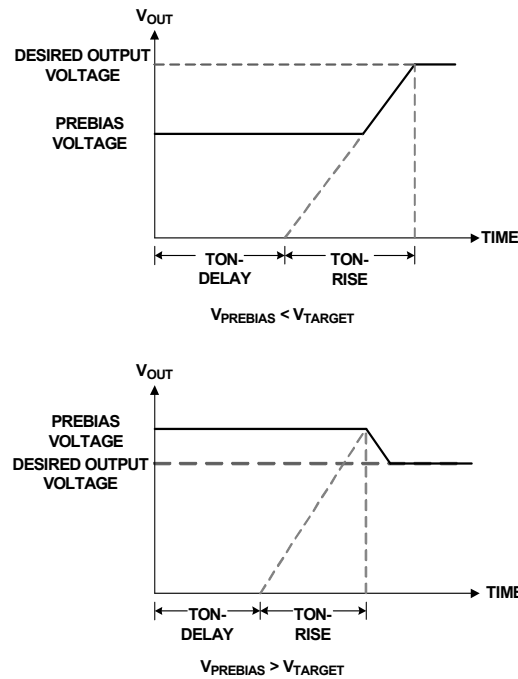 VOUT
DESIRED OUTPUT
VOLTAGE
PREBIAS
VOLTAGE
TIME
TON-
DELAY
TON-
RISE
VPREBIAS < VTARGET
VOUT
PREBIAS
VOLTAGE
DESIRED OUTPUT
VOLTAGE
TIME
TON-
DELAY
TON-
RISE
VPREBIAS > VTARGET